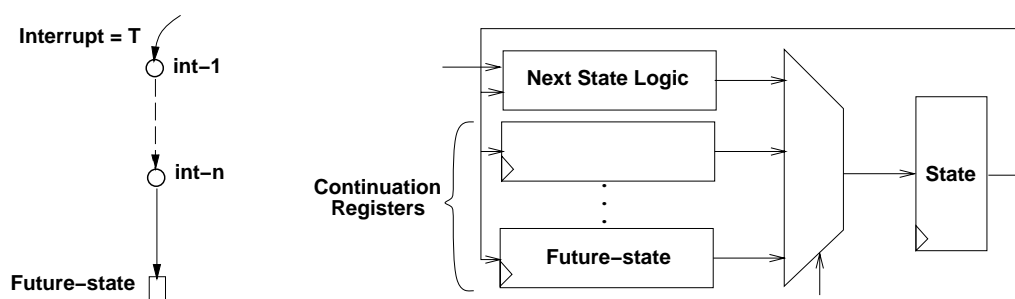 Interrupt = T
int-1
int-n
Future-state
Next State Logic
Continuation
Registers
Future-state
State